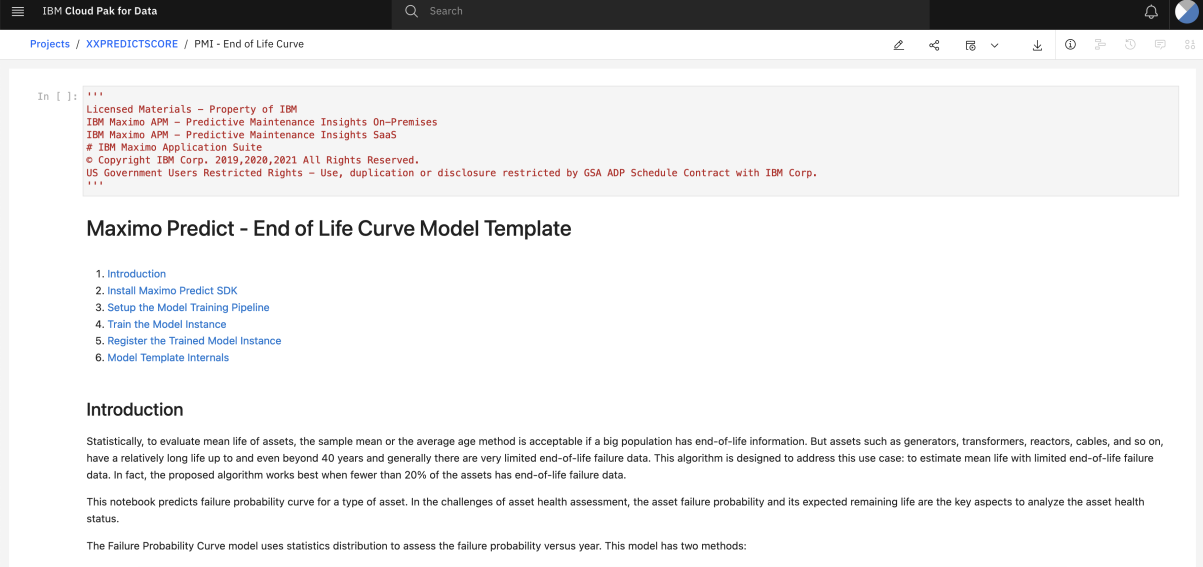 IBM Cloud Pak for Data
Search
Projects / XXPREDICTSCORE / PMI - End of Life Curve
In [ ]:
'''
Licensed Materials – Property of IBM
IBM Maximo APM – Predictive Maintenance Insights On–Premises
IBM Maximo APM – Predictive Maintenance Insights SaaS
# IBM Maximo Application Suite
© Copyright IBM Corp. 2019,2020,2021 All Rights Reserved.
US Government Users Restricted Rights – Use, duplication or disclosure restricted by GSA ADP Schedule Contract with IBM Corp.
'''
Maximo Predict - End of Life Curve Model Template
1. Introduction
2. Install Maximo Predict SDK
3. Setup the Model Training Pipeline
4. Train the Model Instance
5. Register the Trained Model Instance
6. Model Template Internals
Introduction
Statistically, to evaluate mean life of assets, the sample mean or the average age method is acceptable if a big population has end-of-life information. But assets such as generators, transformers, reactors, cables, and so on,
have a relatively long life up to and even beyond 40 years and generally there are very limited end-of-life failure data. This algorithm is designed to address this use case: to estimate mean life with limited end-of-life failure
data. In fact, the proposed algorithm works best when fewer than 20% of the assets has end-of-life failure data.
This notebook predicts failure probability curve for a type of asset. In the challenges of asset health assessment, the asset failure probability and its expected remaining life are the key aspects to analyze the asset health
status.
The Failure Probability Curve model uses statistics distribution to assess the failure probability versus year. This model has two methods: